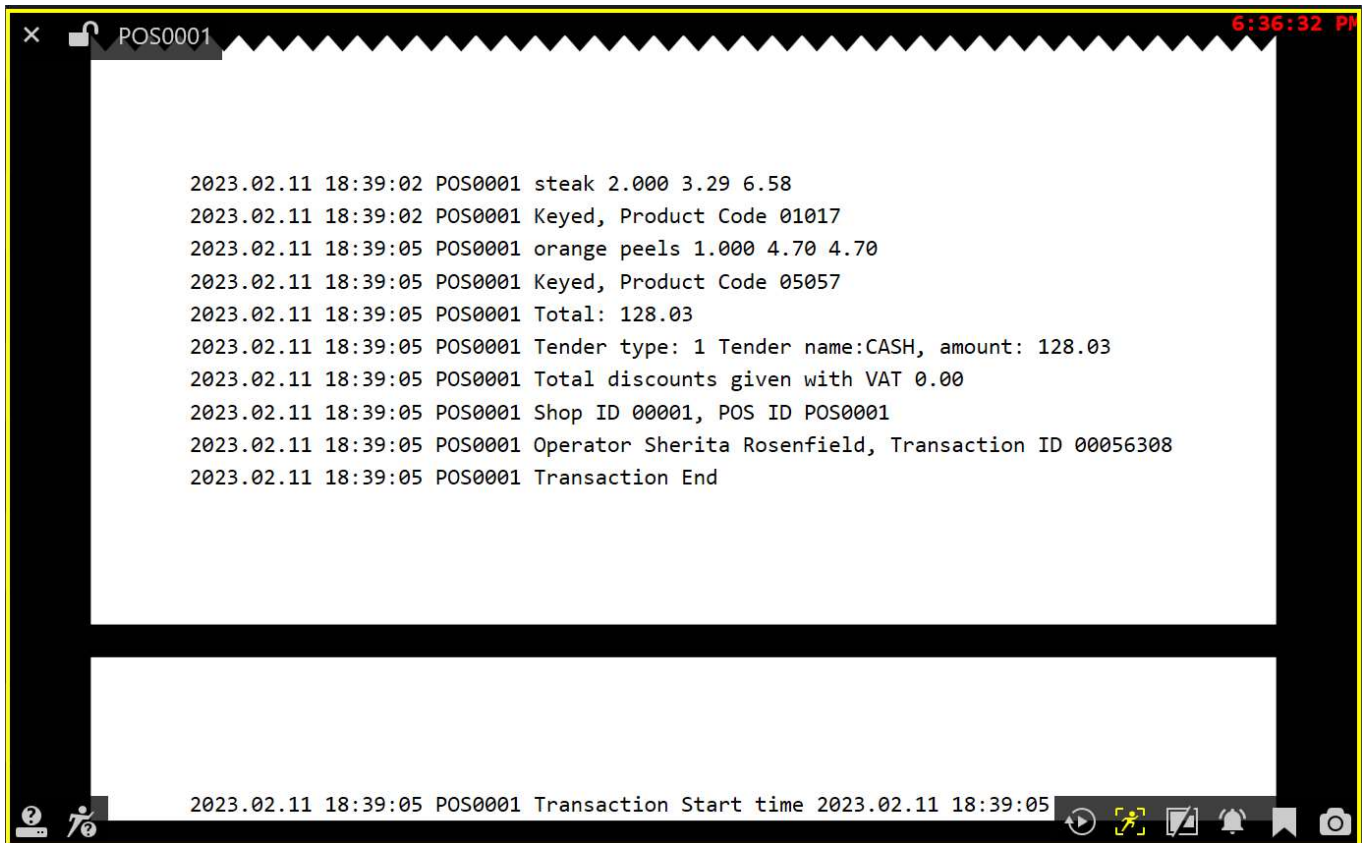 POS0001
6:36:32 PM
2023.02.11 18:39:02 POS0001 steak 2.000 3.29 6.58
2023.02.11 18:39:02 POS0001 Keyed, Product Code 01017
2023.02.11 18:39:05 POS0001 orange peels 1.000 4.70 4.70
2023.02.11 18:39:05 POS0001 Keyed, Product Code 05057
2023.02.11 18:39:05 POS0001 Total: 128.03
2023.02.11 18:39:05 POS0001 Tender type: 1 Tender name:CASH, amount: 128.03
2023.02.11 18:39:05 POS0001 Total discounts given with VAT 0.00
2023.02.11 18:39:05 POS0001 Shop ID 00001, POS ID POS0001
2023.02.11 18:39:05 POS0001 Operator Sherita Rosenfield, Transaction ID 00056308
2023.02.11 18:39:05 POS0001 Transaction End
2023.02.11 18:39:05 POS0001 Transaction Start time 2023.02.11 18:39:05